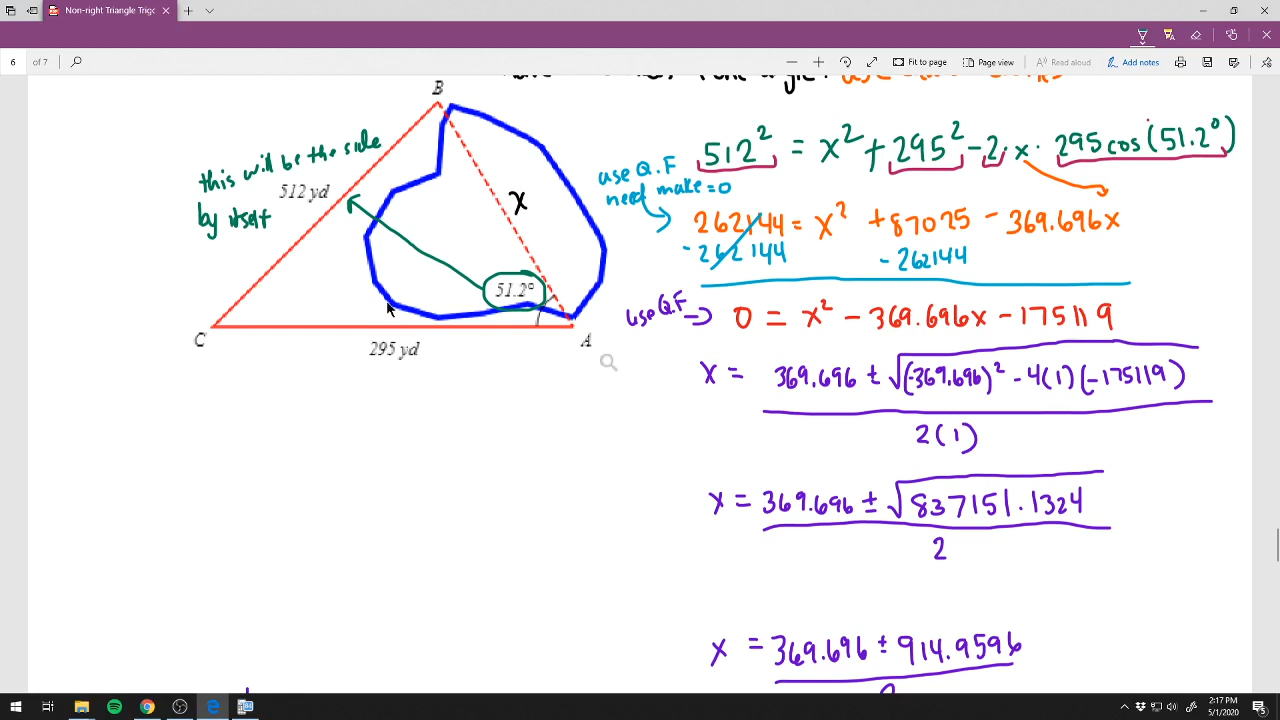 Non-right Triangle Trigo
6 of 7
Fit to page
Page view
Read aloud
Add notes
B
this will be the side
512 yd
by itself
x
51.2°
C
295 yd
A
512² = x² + 295² - 2 · x · 295 cos (51.2°)
use Q.F
need make = 0
262144 = x² + 87025 - 369.696x
- 262144 - 262144
use Q.F → 0 = x² - 369.696x - 175119
x = 369.696 ± √(-369.696)² - 4(1)(-175119)
2(1)
x = 369.696 ± √837151.1324
2
x = 369.696 ± 914.9596
2:17 PM
5/1/2020